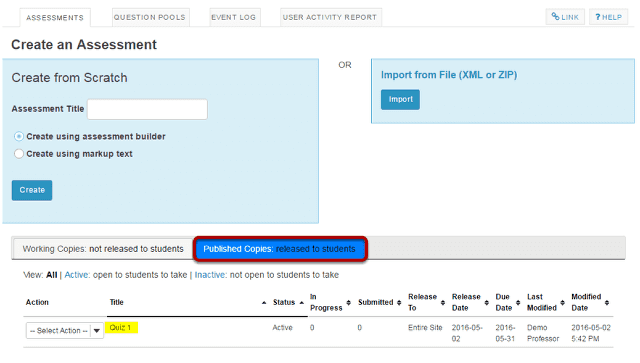 ASSESSMENTS QUESTION POOLS EVENT LOG USER ACTIVITY REPORT LINK ? HELP
Create an Assessment
Create from Scratch
Assessment Title
Create using assessment builder
Create using markup text
Create
OR
Import from File (XML or ZIP)
Import
Working Copies: not released to students Published Copies: released to students
View: All | Active: open to students to take | Inactive: not open to students to take
Action Title Status In Progress Submitted Release To Release Date Due Date Last Modified Modified Date
-- Select Action -- Quiz 1 Active 0 0 Entire Site 2016-05-02 2016-05-31 Demo Professor 2016-05-02 5:42 PM